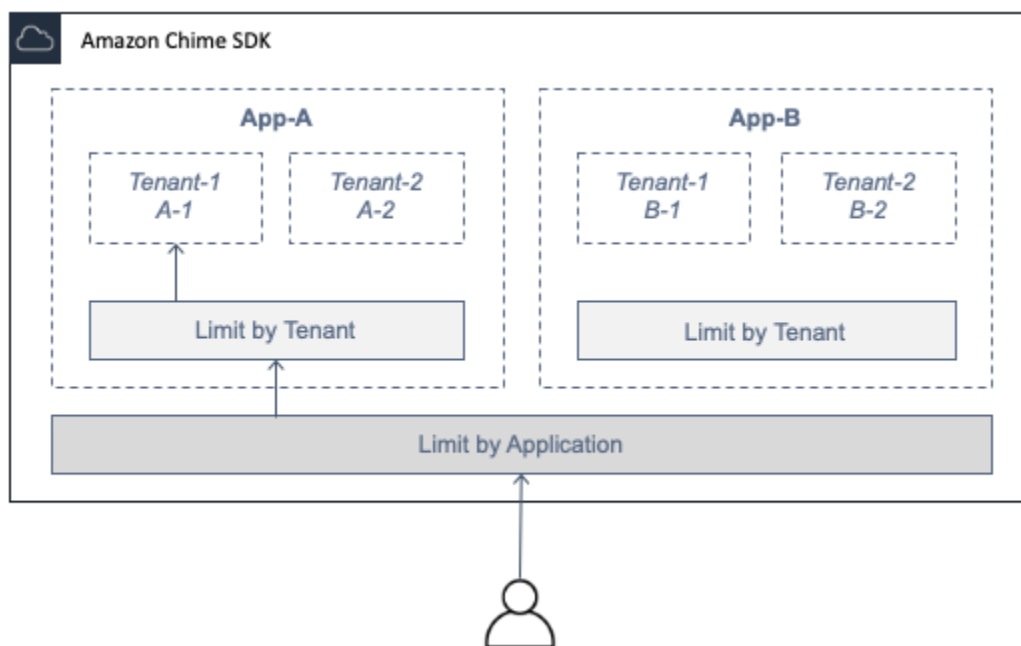 Amazon Chime SDK
App-A
Tenant-1
A-1
Tenant-2
A-2
Limit by Tenant
App-B
Tenant-1
B-1
Tenant-2
B-2
Limit by Tenant
Limit by Application